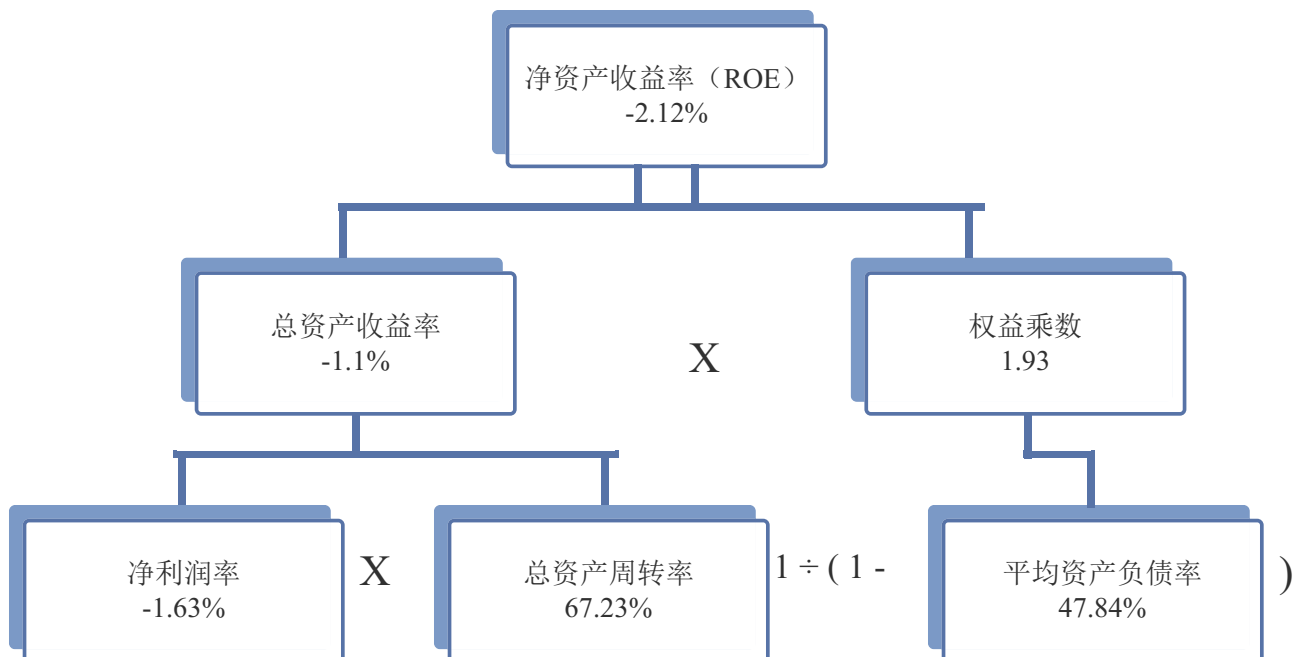 净资产收益率（ROE）
-2.12%
总资产收益率
-1.1%
X
权益乘数
1.93
净利润率
-1.63%
X
总资产周转率
67.23%
1 ÷ ( 1 -
平均资产负债率
47.84%
)